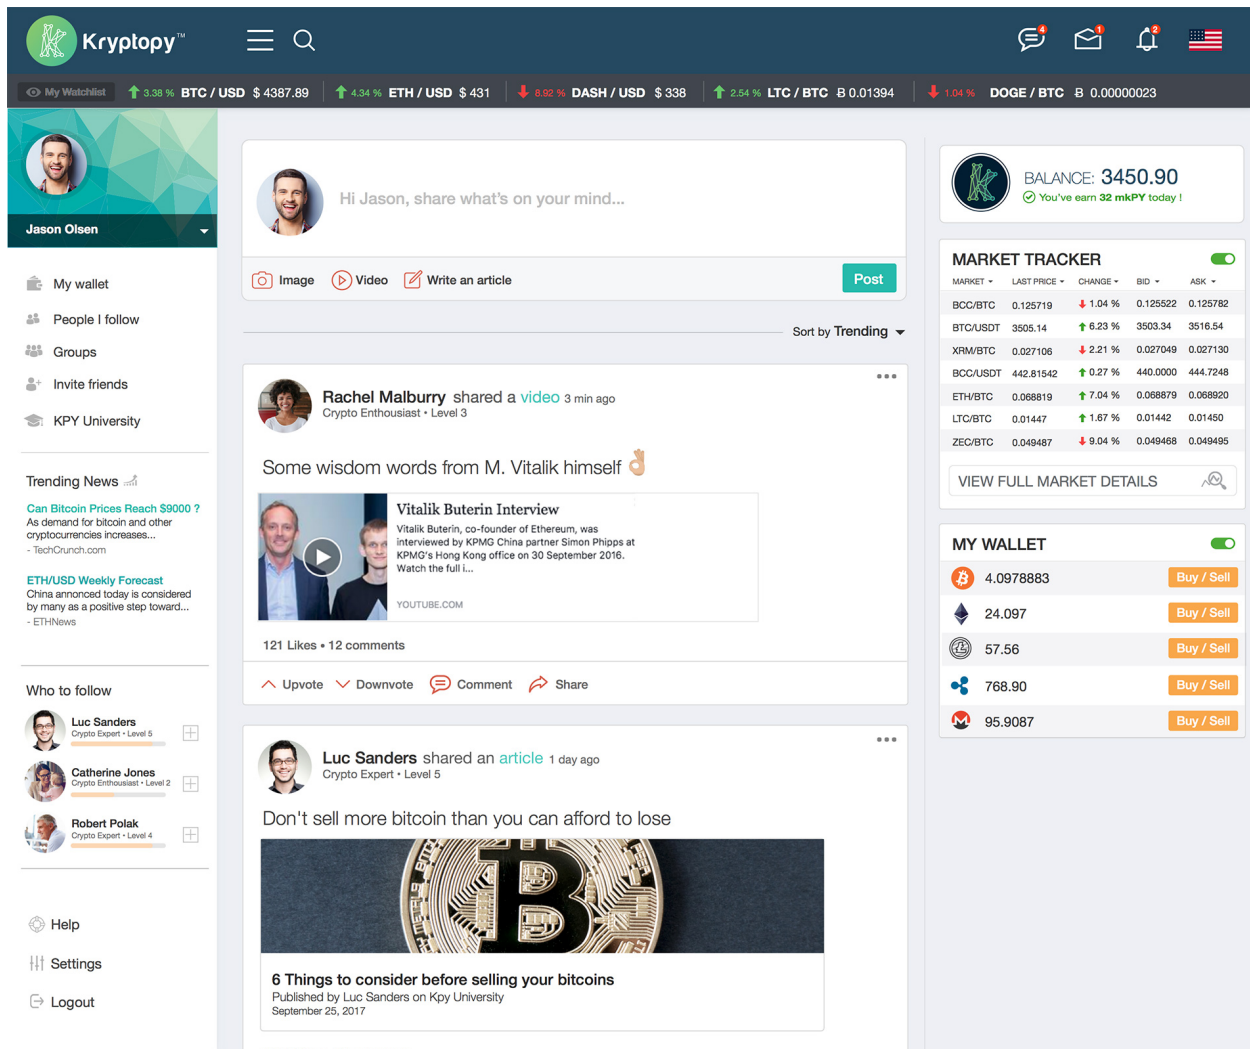 Kryptopy™
4
1
2
My Watchlist
3.38 % BTC / USD $ 4387.89
4.34 % ETH / USD $ 431
8.92 % DASH / USD $ 338
2.54 % LTC / BTC Ƀ 0.01394
1.04 % DOGE / BTC Ƀ 0.00000023
Jason Olsen
My wallet
People I follow
Groups
Invite friends
KPY University
Trending News
Can Bitcoin Prices Reach $9000 ?
As demand for bitcoin and other
cryptocurrencies increases...
- TechCrunch.com
ETH/USD Weekly Forecast
China annonced today is considered
by many as a positive step toward...
- ETHNews
Who to follow
Luc Sanders
Crypto Expert • Level 5
Catherine Jones
Crypto Enthousiast • Level 2
Robert Polak
Crypto Expert • Level 4
Help
Settings
Logout
Hi Jason, share what's on your mind...
Image
Video
Write an article
Post
Sort by Trending
Rachel Malburry shared a video 3 min ago
Crypto Enthousiast • Level 3
Some wisdom words from M. Vitalik himself 👌🏼
Vitalik Buterin Interview
Vitalik Buterin, co-founder of Ethereum, was
interviewed by KPMG China partner Simon Phipps at
KPMG's Hong Kong office on 30 September 2016.
Watch the full i...
YOUTUBE.COM
121 Likes • 12 comments
Upvote
Downvote
Comment
Share
Luc Sanders shared an article 1 day ago
Crypto Expert • Level 5
Don't sell more bitcoin than you can afford to lose
6 Things to consider before selling your bitcoins
Published by Luc Sanders on Kpy University
September 25, 2017
BALANCE: 3450.90
You've earn 32 mkPY today !
MARKET TRACKER
MARKET LAST PRICE CHANGE BID ASK
BCC/BTC 0.125719 1.04 % 0.125522 0.125782
BTC/USDT 3505.14 6.23 % 3503.34 3516.54
XRM/BTC 0.027106 2.21 % 0.027049 0.027130
BCC/USDT 442.81542 0.27 % 440.0000 444.7248
ETH/BTC 0.068819 7.04 % 0.068879 0.068920
LTC/BTC 0.01447 1.67 % 0.01442 0.01450
ZEC/BTC 0.049487 9.04 % 0.049468 0.049495
VIEW FULL MARKET DETAILS
MY WALLET
4.0978883 Buy / Sell
24.097 Buy / Sell
57.56 Buy / Sell
768.90 Buy / Sell
95.9087 Buy / Sell